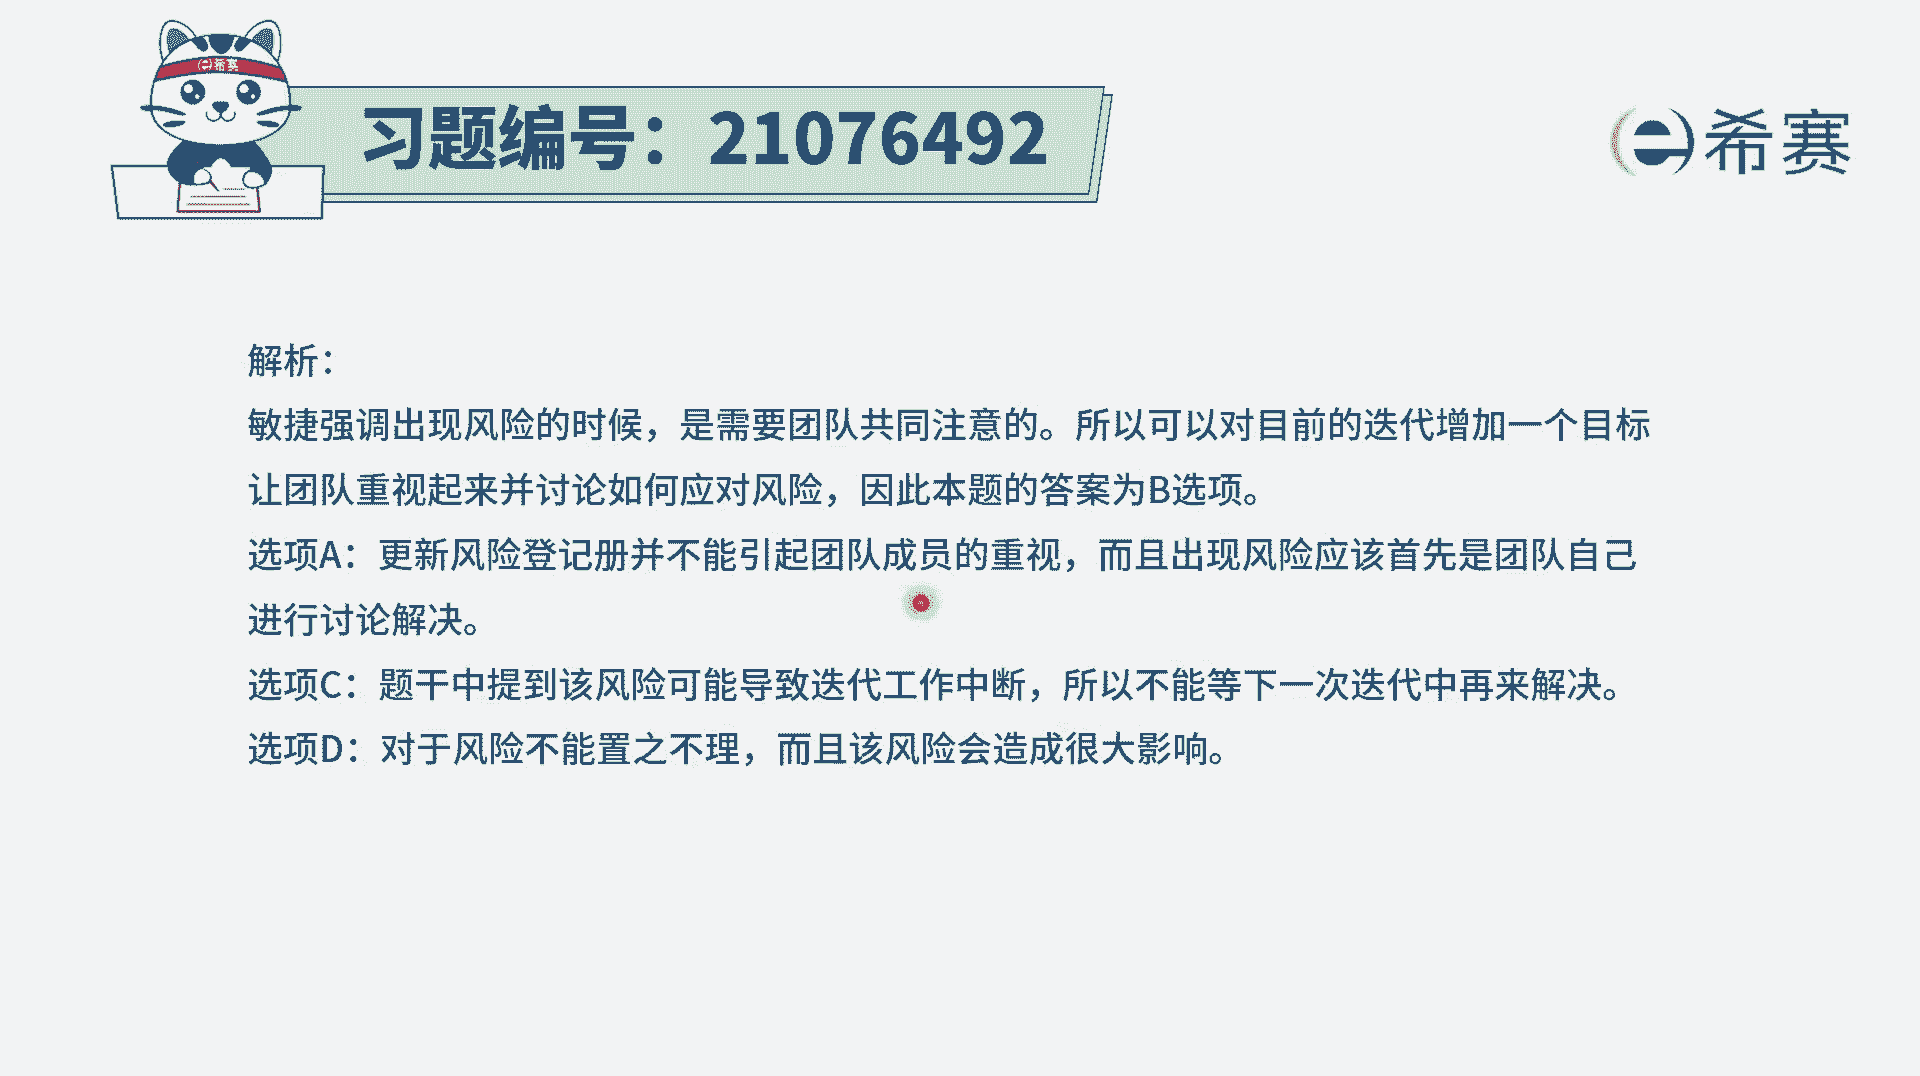 e希赛
习题编号：21076492
e希赛
解析：
敏捷强调出现风险的时候，是需要团队共同注意的。所以可以对目前的迭代增加一个目标
让团队重视起来并讨论如何应对风险，因此本题的答案为B选项。
选项A：更新风险登记册并不能引起团队成员的重视，而且出现风险应该首先是团队自己
进行讨论解决。
选项C：题干中提到该风险可能导致迭代工作中断，所以不能等下一次迭代中再来解决。
选项D：对于风险不能置之不理，而且该风险会造成很大影响。